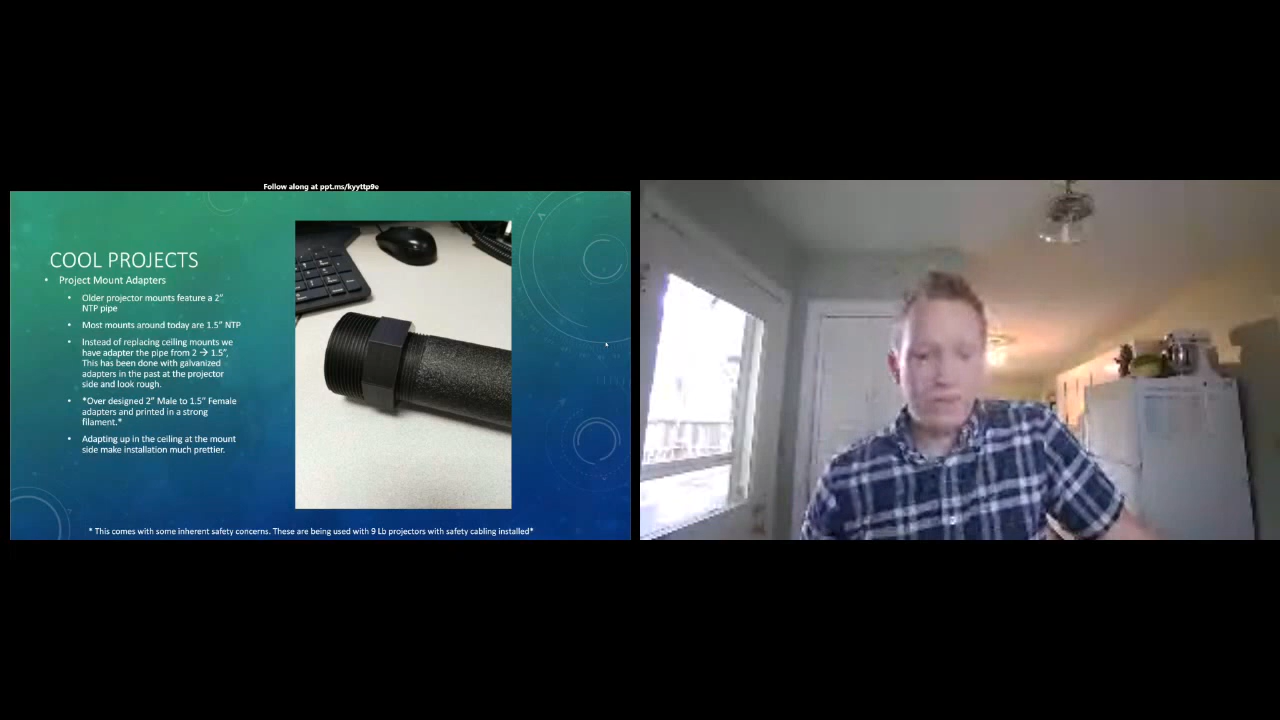 Follow along at ppt.ms/kyyttp9e
COOL PROJECTS
• Project Mount Adapters
• Older projector mounts feature a 2”
NTP pipe
• Most mounts around today are 1.5” NTP
• Instead of replacing ceiling mounts we
have adapter the pipe from 2 → 1.5”,
This has been done with galvanized
adapters in the past at the projector
side and look rough.
• *Over designed 2” Male to 1.5” Female
adapters and printed in a strong
filament.*
• Adapting up in the ceiling at the mount
side make installation much prettier.
* This comes with some inherent safety concerns. These are being used with 9 Lb projectors with safety cabling installed*